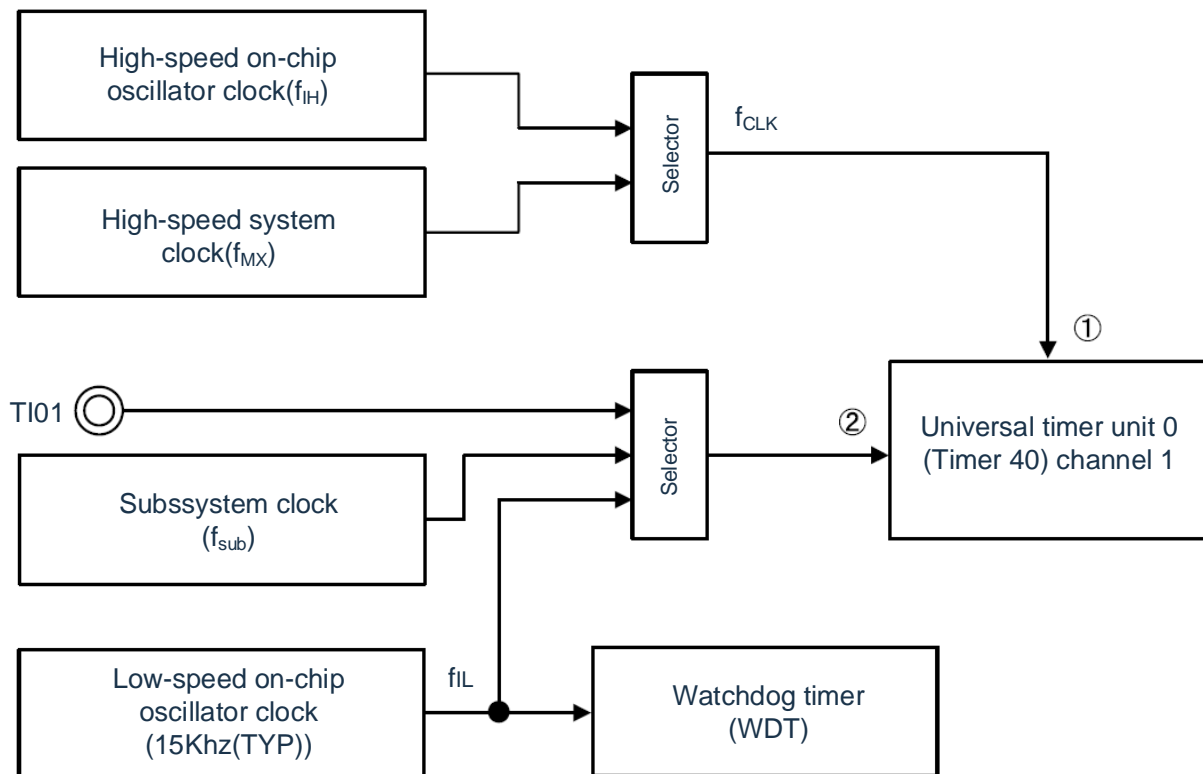 High-speed on-chip
oscillator clock(fIH)
Selector
fCLK
High-speed system
clock(fMX)
①
TI01
Selector
②
Universal timer unit 0
(Timer 40) channel 1
Subssystem clock
(fsub)
Low-speed on-chip
oscillator clock
(15Khz(TYP))
fIL
Watchdog timer
(WDT)